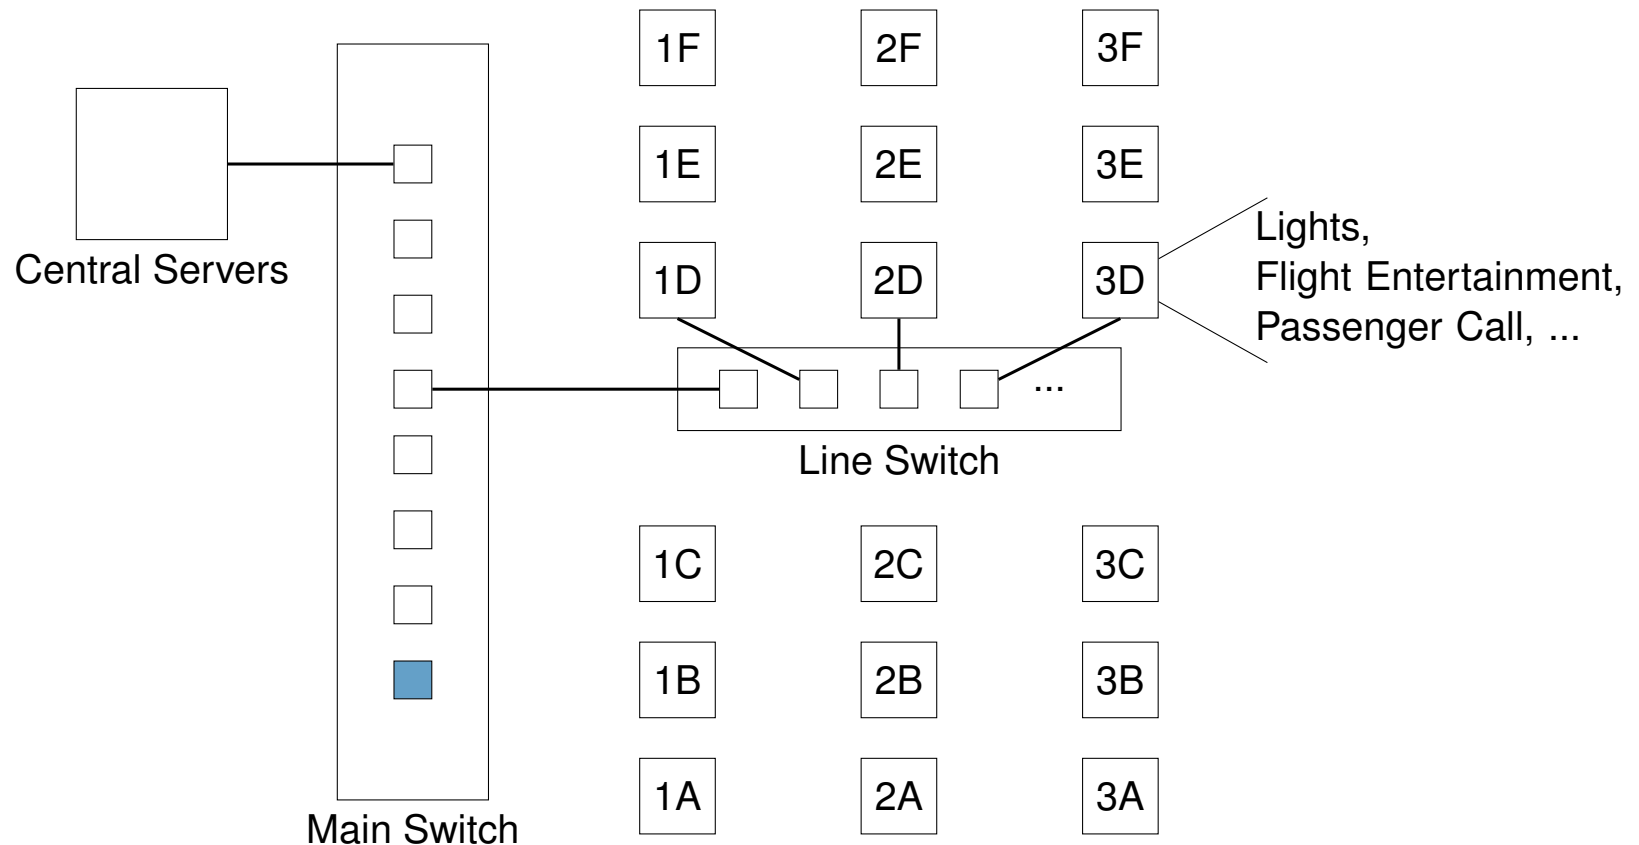 1F
2F
3F
1E
2E
3E
Central Servers
1D
2D
3D
Lights,
Flight Entertainment,
Passenger Call, ...
...
Line Switch
1C
2C
3C
1B
2B
3B
1A
2A
3A
Main Switch